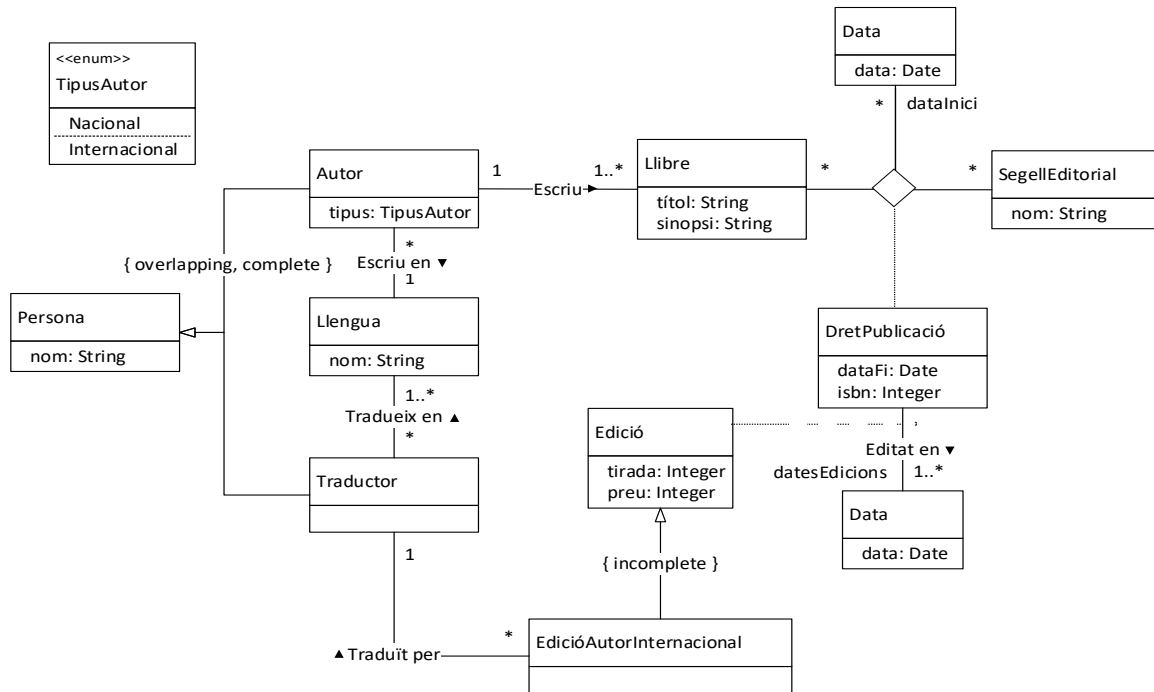 <<enum>>
TipusAutor
Nacional
Internacional
Data
data: Date
* dataInici
Autor
tipus: TipusAutor
1 Escriu ► 1..*
Llibre
títol: String
sinopsi: String
*
*
SegellEditorial
nom: String
{ overlapping, complete }
*
Escriu en ▼
1
Persona
nom: String
Llengua
nom: String
DretPublicació
dataFi: Date
isbn: Integer
1..*
Tradueix en ▲
*
Edició
tirada: Integer
preu: Integer
Editat en ▼
datesEdicions 1..*
Traductor
Data
data: Date
1
{ incomplete }
▲ Traduït per
*
EdicióAutorInternacional